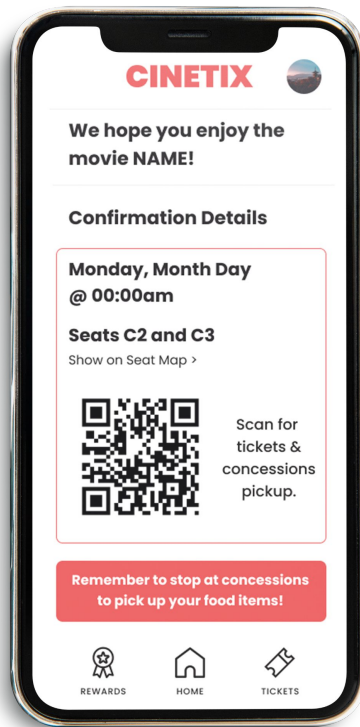 CINETIX
We hope you enjoy the
movie NAME!
Confirmation Details
Monday, Month Day
@ 00:00am
Seats C2 and C3
Show on Seat Map >
Scan for
tickets &
concessions
pickup.
Remember to stop at concessions
to pick up your food items!
REWARDS
HOME
TICKETS